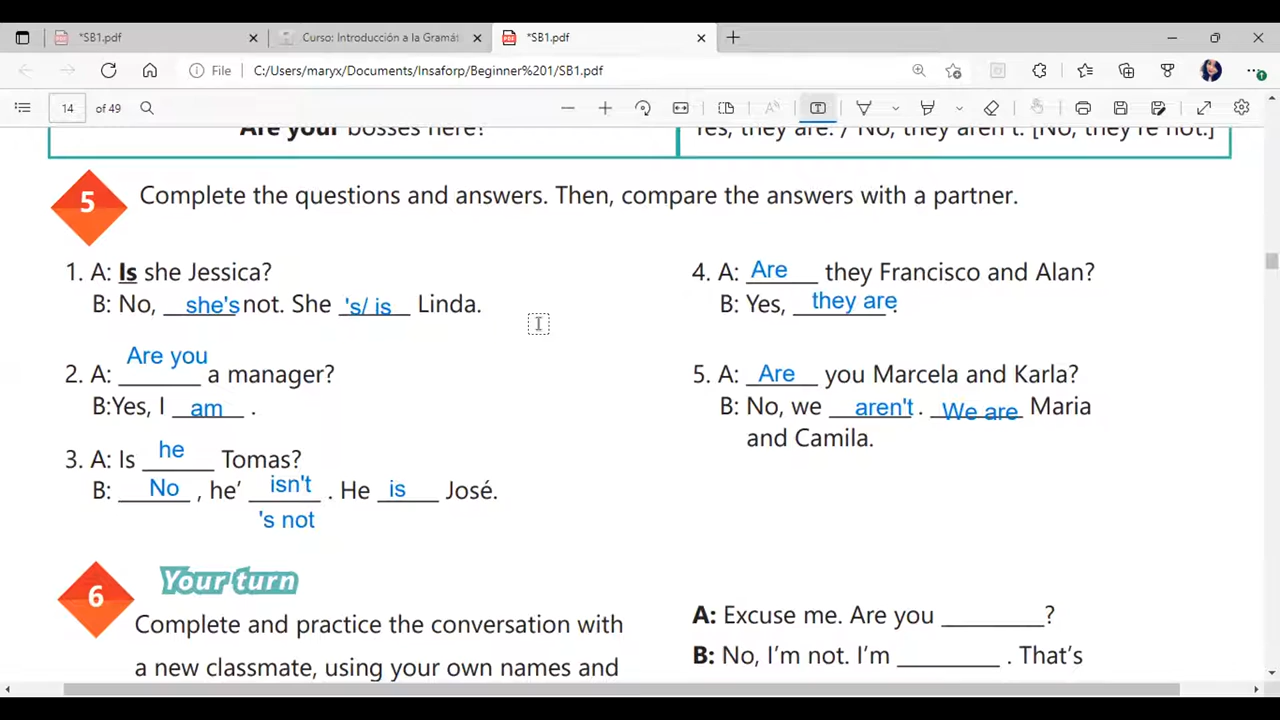 *SB1.pdf
Curso: Introducción a la Gramát
*SB1.pdf
File C:/Users/maryx/Documents/Insaforp/Beginner%201/SB1.pdf
14 of 49
Are your bosses here? Yes, they are. / No, they aren't. [No, they're not.]
5 Complete the questions and answers. Then, compare the answers with a partner.
1. A: Is she Jessica?
B: No, she's not. She 's/ is Linda.
2. A: Are you a manager?
B:Yes, I am .
3. A: Is he Tomas?
B: No , he' isn't . He is José.
's not
4. A: Are they Francisco and Alan?
B: Yes, they are .
5. A: Are you Marcela and Karla?
B: No, we aren't . We are Maria
and Camila.
6 Your turn
Complete and practice the conversation with
a new classmate, using your own names and
A: Excuse me. Are you _________?
B: No, I'm not. I'm _________ . That's